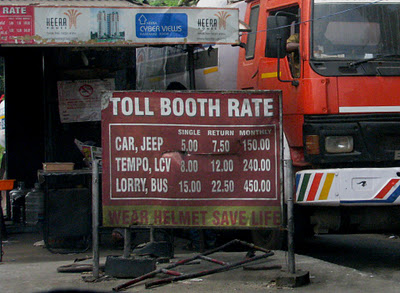 HEERA
HEERA
CYBER VIEWS
HEERA
TOLL BOOTH RATE
SINGLE RETURN MONTHLY
CAR, JEEP 5.00 7.50 150.00
TEMPO, LCV 8.00 12.00 240.00
LORRY, BUS 15.00 22.50 450.00
WEAR HELMET SAVE LIFE